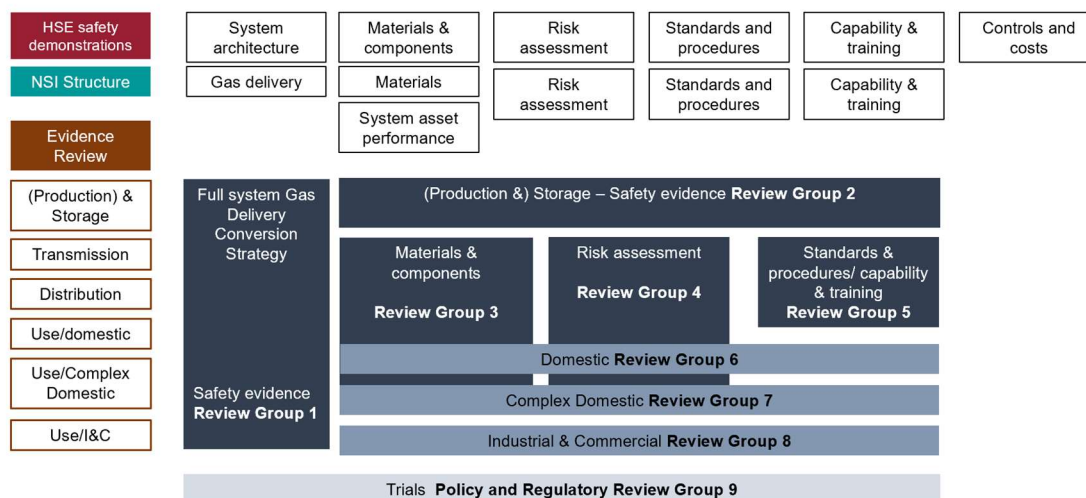 HSE safety
demonstrations
System
architecture
Materials &
components
Risk
assessment
Standards and
procedures
Capability &
training
Controls and
costs
NSI Structure
Gas delivery
Materials
Risk
assessment
Standards and
procedures
Capability &
training
System asset
performance
Evidence
Review
(Production) &
Storage
Transmission
Distribution
Use/domestic
Use/Complex
Domestic
Use/I&C
Full system Gas
Delivery
Conversion
Strategy
Safety evidence
Review Group 1
(Production &) Storage – Safety evidence Review Group 2
Materials &
components
Review Group 3
Risk assessment
Review Group 4
Standards &
procedures/ capability
& training
Review Group 5
Domestic Review Group 6
Complex Domestic Review Group 7
Industrial & Commercial Review Group 8
Trials Policy and Regulatory Review Group 9